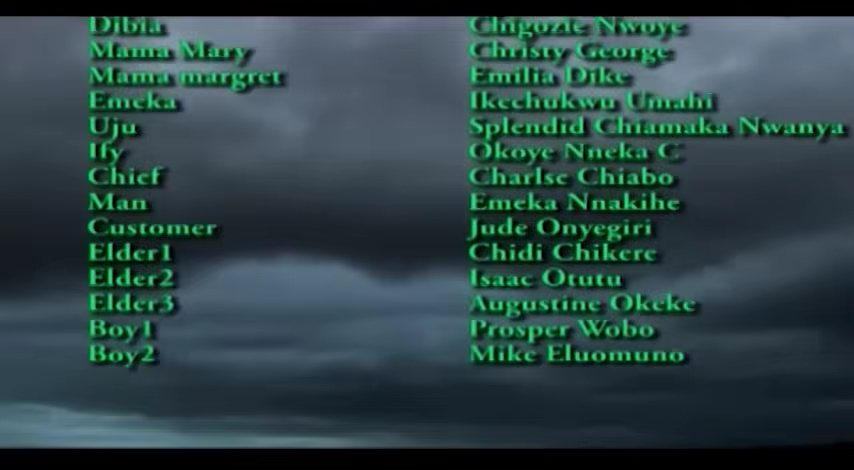 Dibia Chigozie Nwoye
Mama Mary Christy George
Mama margret Emilia Dike
Emeka Ikechukwu Umahi
Uju Splendid Chiamaka Nwanya
Ify Okoye Nneka C
Chief Charlse Chiabo
Man Emeka Nnakihe
Customer Jude Onyegiri
Elder1 Chidi Chikere
Elder2 Isaac Otutu
Elder3 Augustine Okeke
Boy1 Prosper Wobo
Boy2 Mike Eluomuno